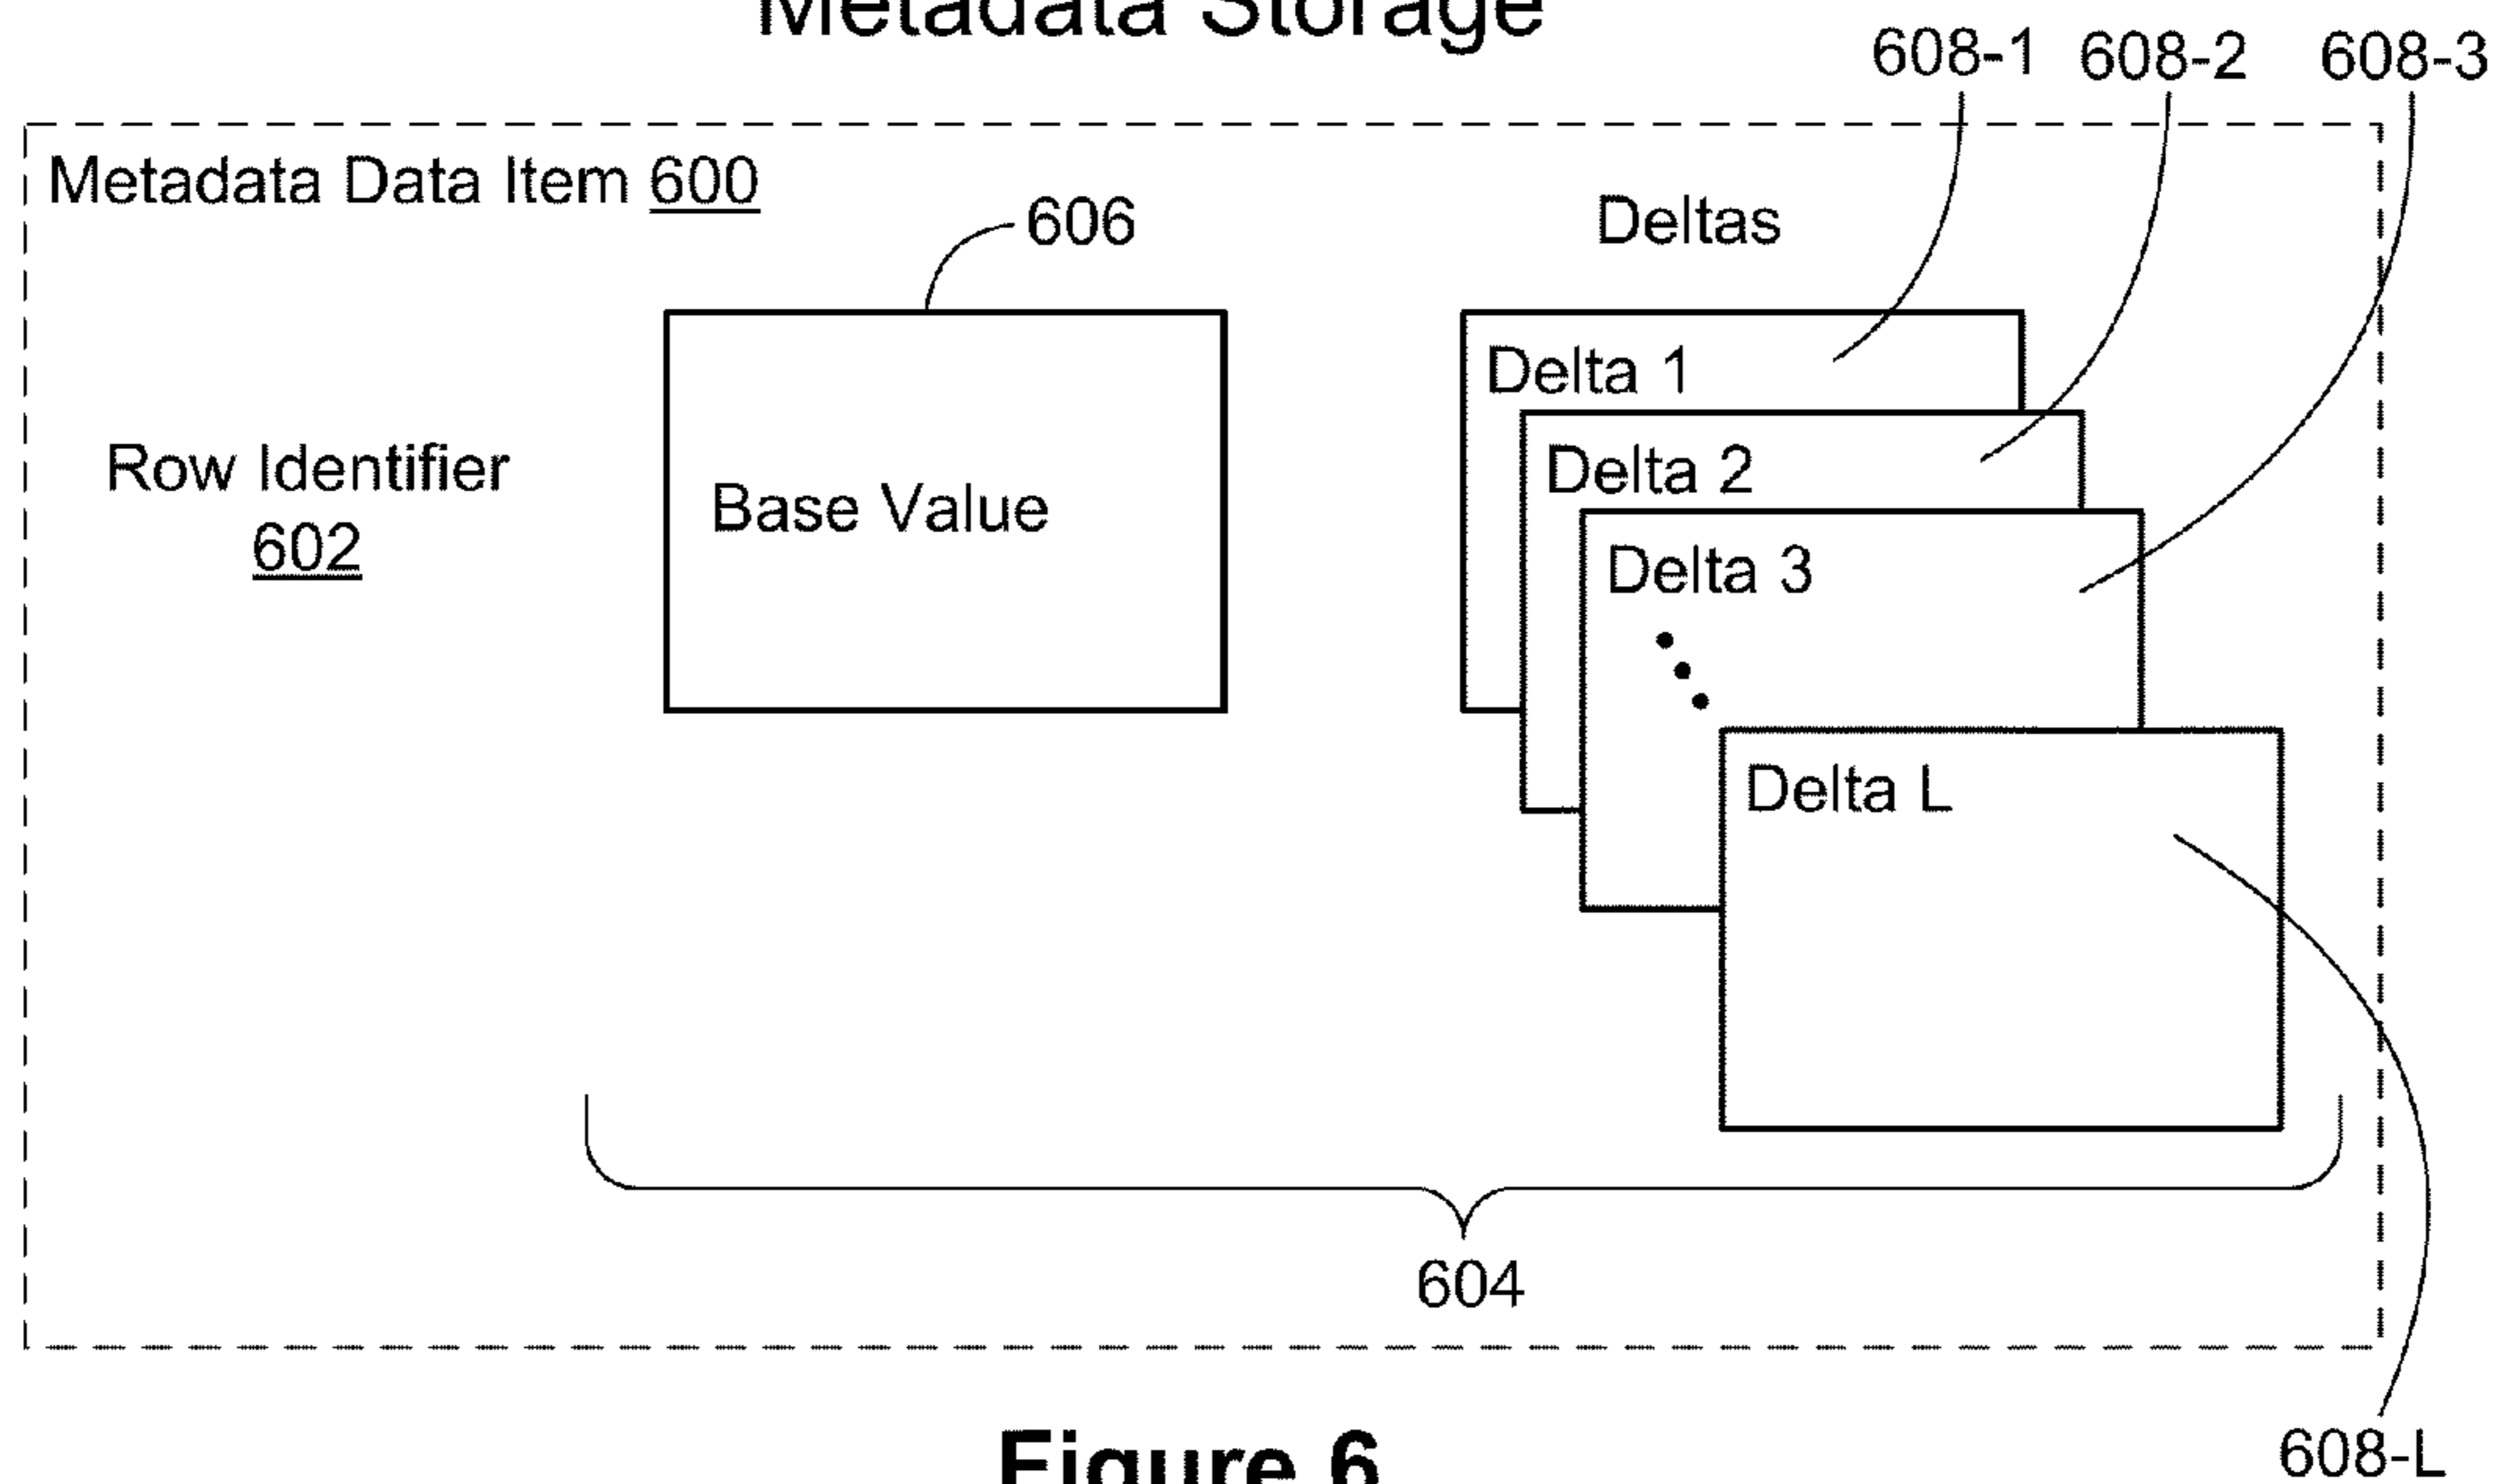 Metadata Storage
608-1 608-2 608-3
Metadata Data Item 600
606
Deltas
Row Identifier
602
Base Value
Delta 1
Delta 2
Delta 3
Delta L
604
608-L
Figure 6